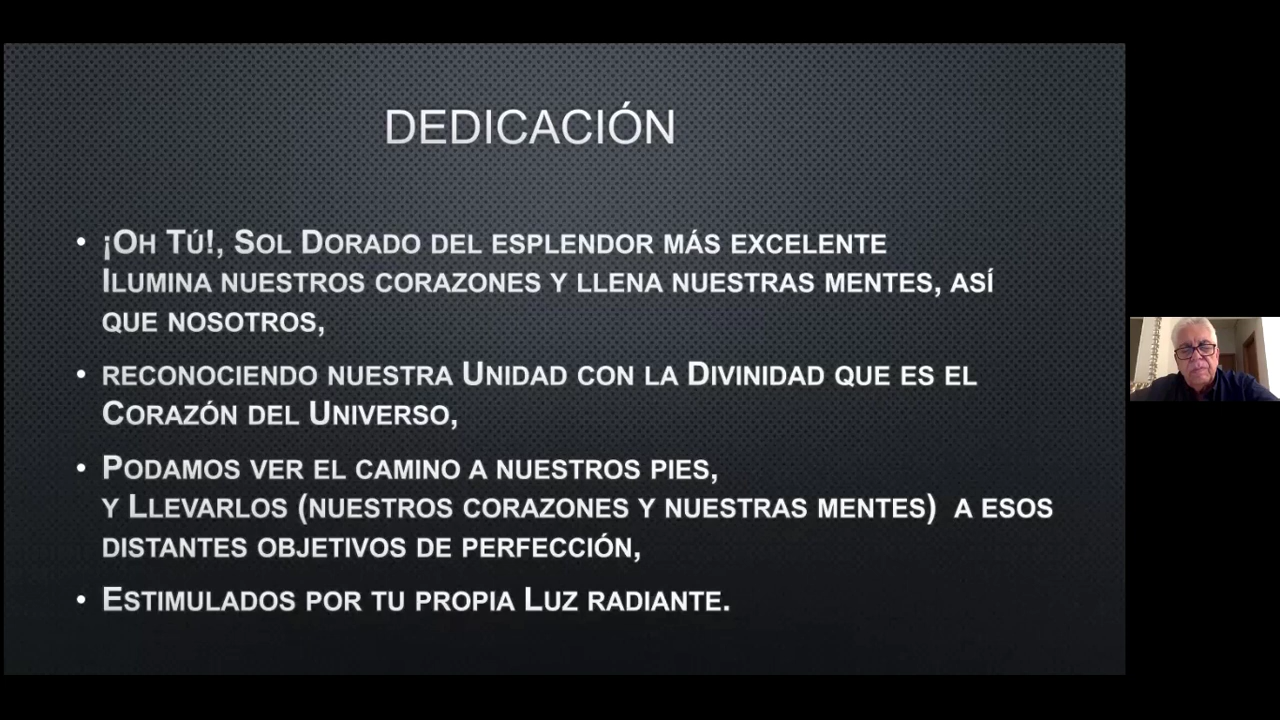 DEDICACIÓN
• ¡Oh Tú!, Sol Dorado del esplendor más excelente
Ilumina nuestros corazones y llena nuestras mentes, así
que nosotros,
• reconociendo nuestra Unidad con la Divinidad que es el
Corazón del Universo,
• Podamos ver el camino a nuestros pies,
y Llevarlos (nuestros corazones y nuestras mentes) a esos
distantes objetivos de perfección,
• Estimulados por tu propia Luz radiante.